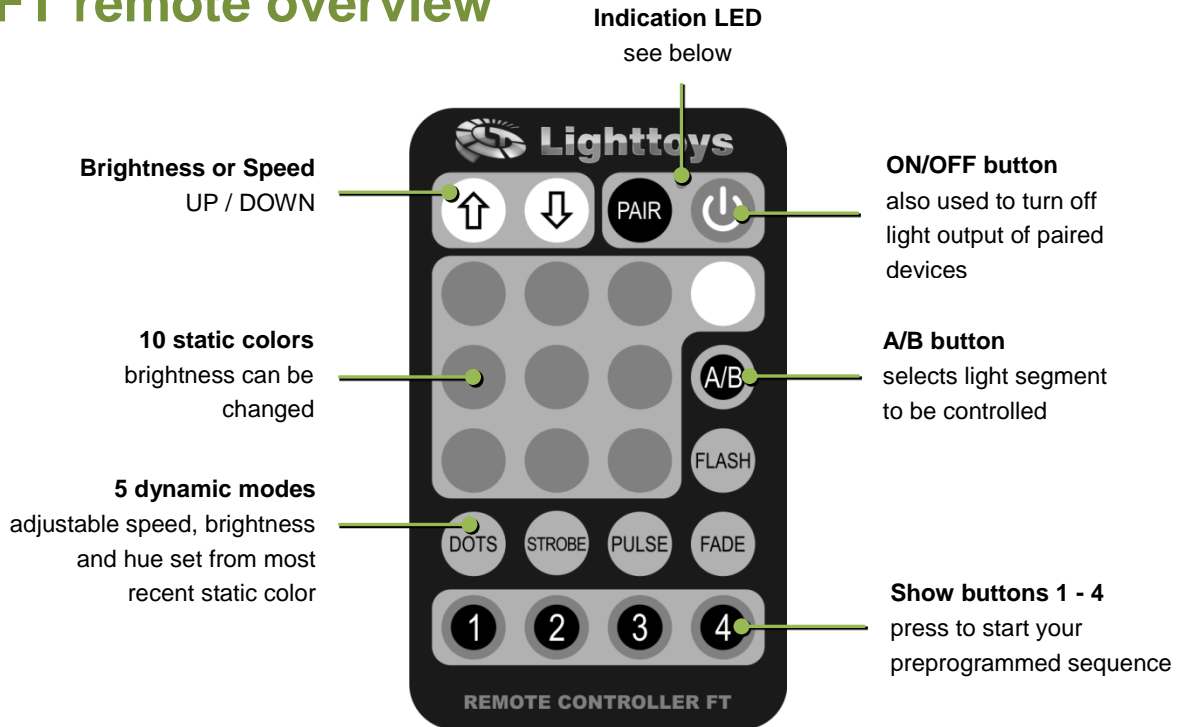 FT remote overview
Indication LED
see below
Lighttoys
Brightness or Speed
UP / DOWN
PAIR
ON/OFF button
also used to turn off
light output of paired
devices
10 static colors
brightness can be
changed
A/B
A/B button
selects light segment
to be controlled
FLASH
5 dynamic modes
adjustable speed, brightness
and hue set from most
recent static color
DOTS STROBE PULSE FADE
1 2 3 4
Show buttons 1 - 4
press to start your
preprogrammed sequence
REMOTE CONTROLLER FT